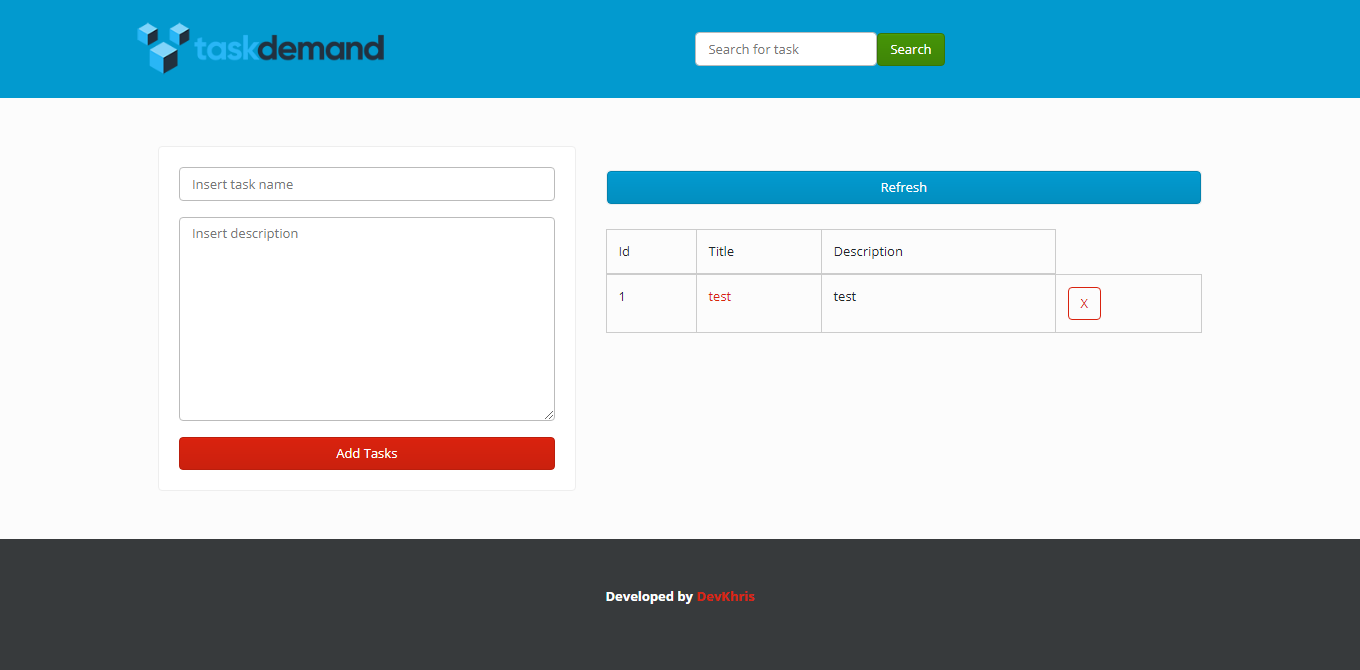 taskdemand
Search for task
Search
Insert task name
Insert description
Add Tasks
Refresh
Id Title Description
1 test test X
Developed by DevKhris